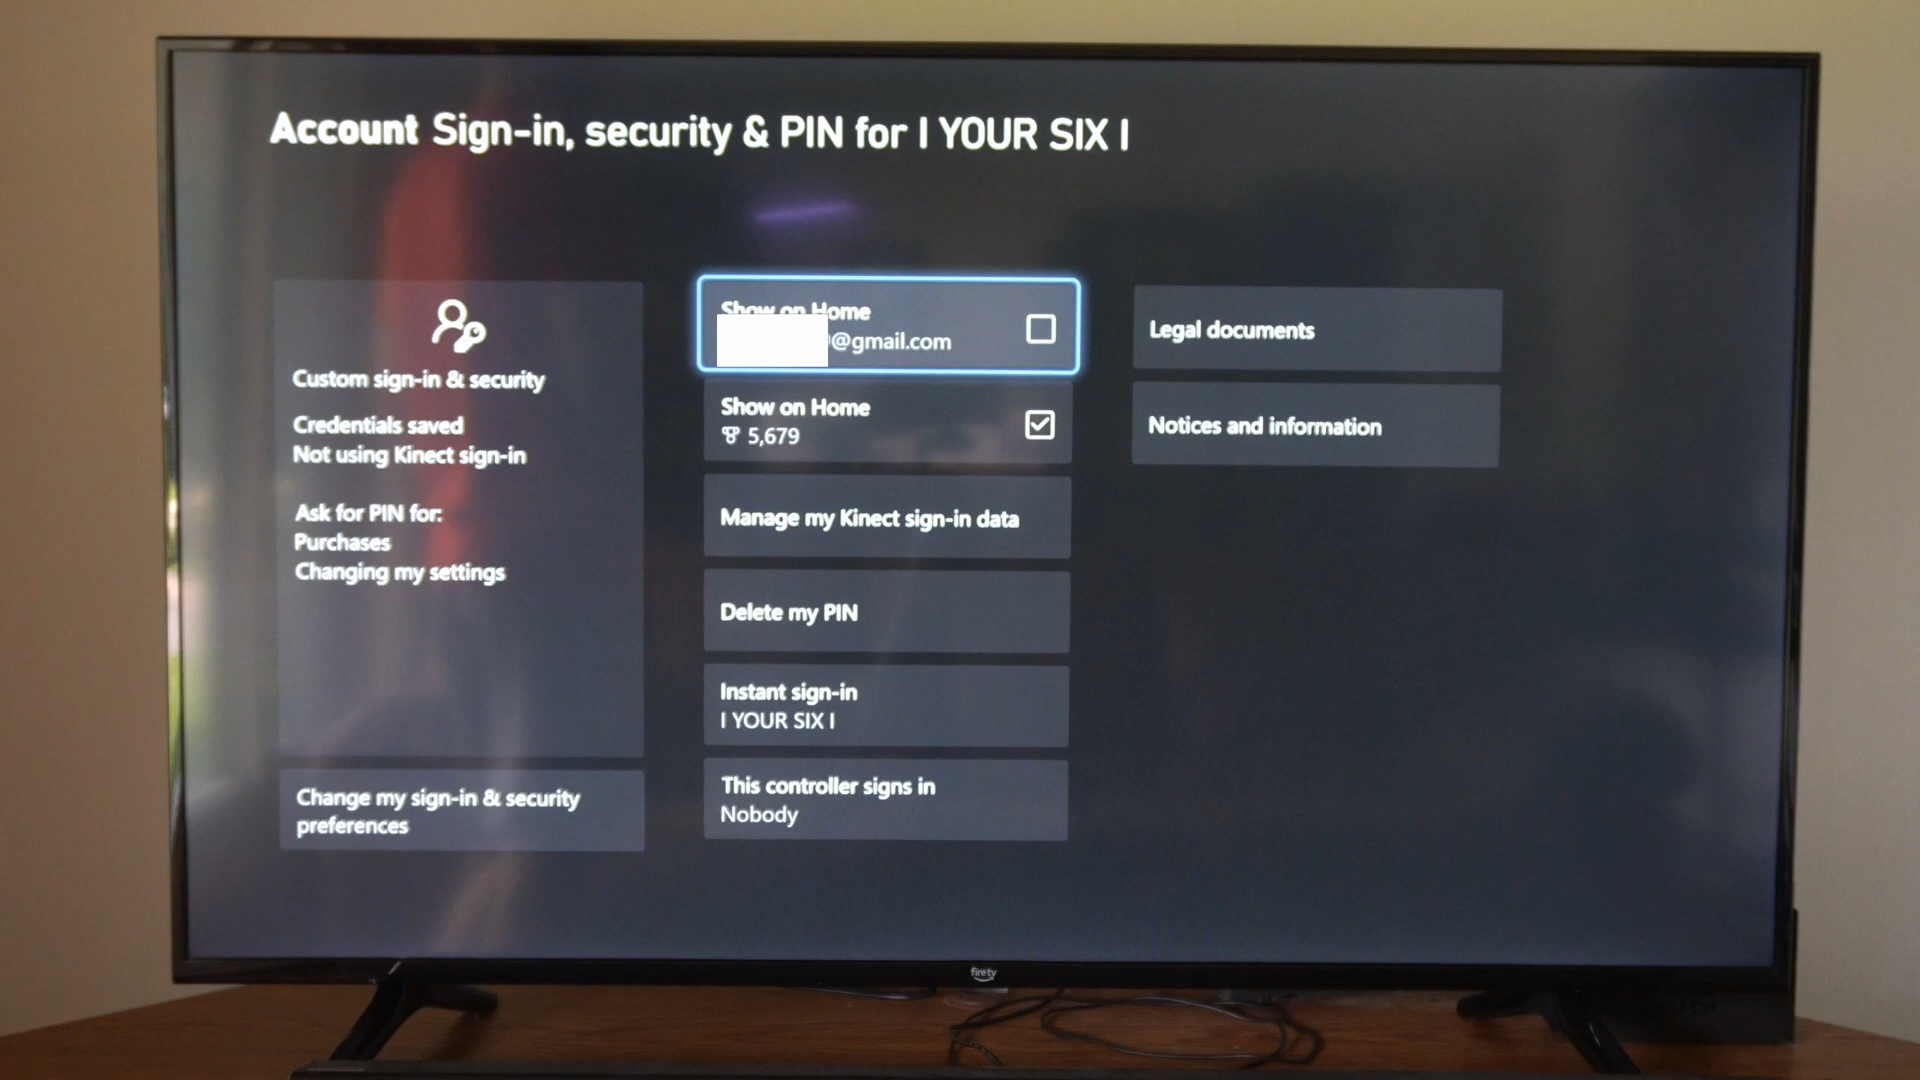 Account Sign-in, security & PIN for I YOUR SIX I
Custom sign-in & security
Credentials saved
Not using Kinect sign-in
Ask for PIN for:
Purchases
Changing my settings
Change my sign-in & security
preferences
Show on Home
@gmail.com
Show on Home
5,679
Manage my Kinect sign-in data
Delete my PIN
Instant sign-in
I YOUR SIX I
This controller signs in
Nobody
Legal documents
Notices and information
firetv